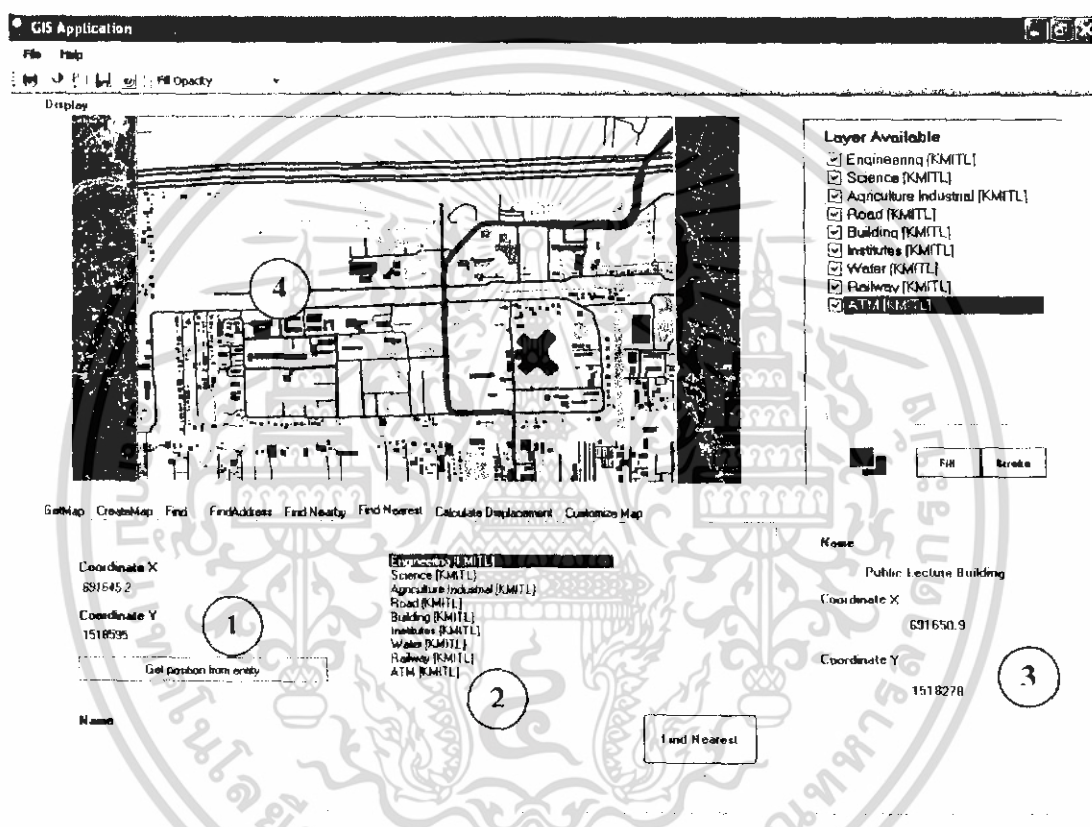 GIS Application
File Help
Fill Opacity
Display
Layer Available
Engineering [KMITL]
Science [KMITL]
Agriculture Industrial [KMITL]
Road [KMITL]
Building [KMITL]
Institutes [KMITL]
Water [KMITL]
Railway [KMITL]
ATM [KMITL]
4
Fill Stroke
GetMap CreateMap Find FindAddress Find Nearby Find Nearest Calculate Displacement Customize Map
Coordinate X
691645.2
Coordinate Y
1518595
1
Get position from entity
Name
Engineering [KMITL]
Science [KMITL]
Agriculture Industrial [KMITL]
Road [KMITL]
Building [KMITL]
Institutes [KMITL]
Water [KMITL]
Railway [KMITL]
ATM [KMITL]
2
Find Nearest
Name
Public Lecture Building
Coordinate X
691650.9
Coordinate Y
1518278
3